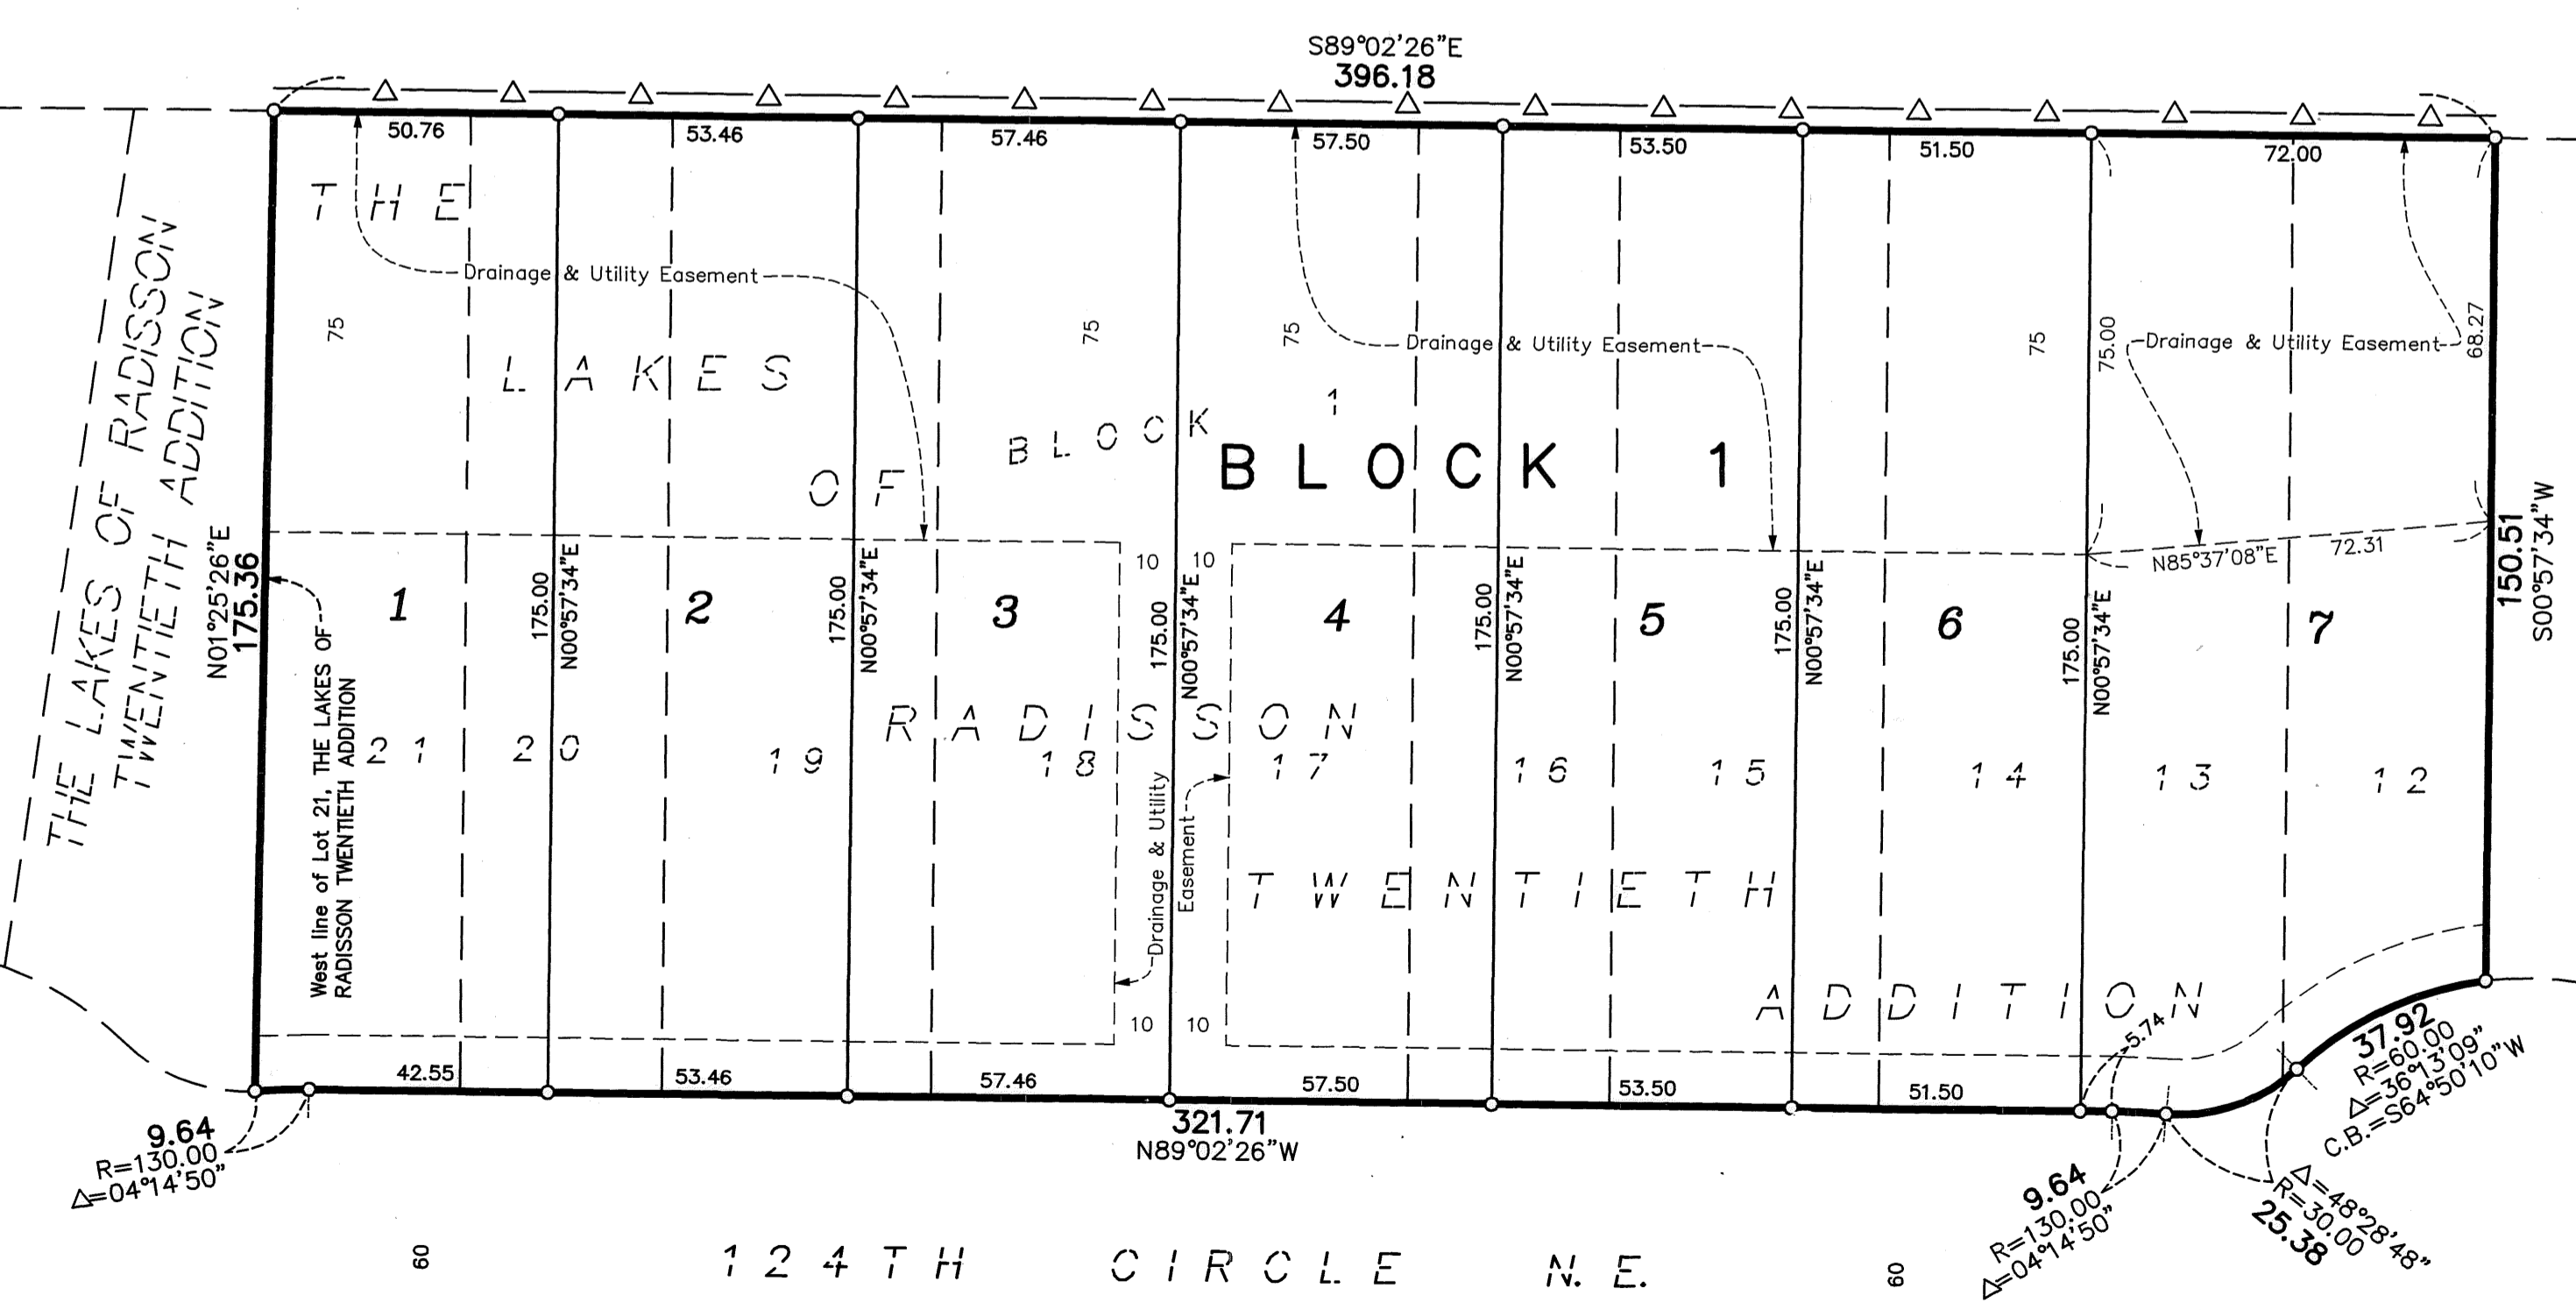 S89°02'26"E
396.18
50.76
53.46
57.46
57.50
53.50
51.50
72.00
THE
Drainage & Utility Easement
Drainage & Utility Easement
Drainage & Utility Easement
75
75
75
75
75.00
68.27
LAKES
BLOCK 1
BLOCK 1
OF
THE LAKES OF RADISSON
TWENTIETH ADDITION
N01°25'26"E
175.36
10
10
N85°37'08"E
72.31
150.51
S00°57'34"W
1
175.00
N00°57'34"E
2
175.00
N00°57'34"E
3
175.00
N00°57'34"E
4
175.00
N00°57'34"E
5
175.00
N00°57'34"E
6
175.00
N00°57'34"E
7
West line of Lot 21, THE LAKES OF
RADISSON TWENTIETH ADDITION
RADISSON
21
20
19
18
17
16
15
14
13
12
Drainage & Utility
Easement
TWENTIETH
ADDITION
10
10
5.74
42.55
53.46
57.46
57.50
53.50
51.50
321.71
N89°02'26"W
9.64
R=130.00
Δ=04°14'50"
9.64
R=130.00
Δ=04°14'50"
37.92
R=60.00
Δ=36°13'09"
C.B.=S64°50'10"W
Δ=48°28'48"
R=30.00
25.38
60
124TH CIRCLE N.E.
60